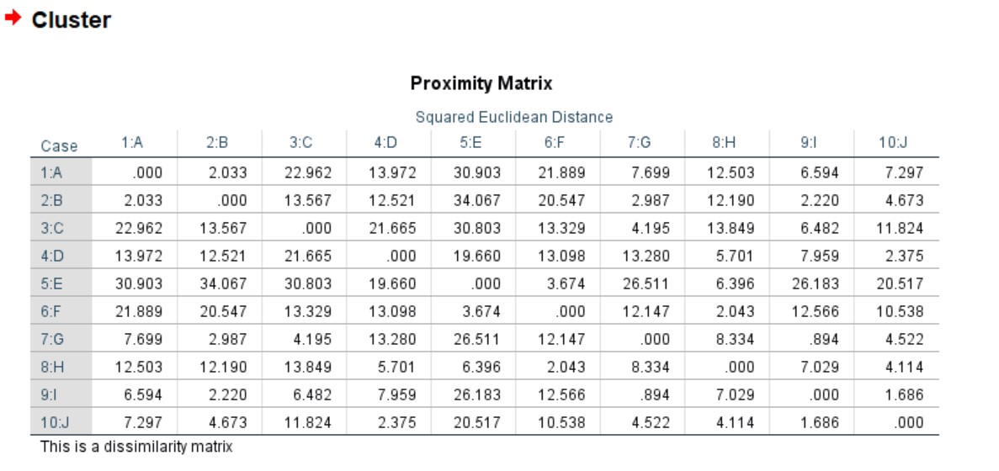 Cluster
Proximity Matrix
Squared Euclidean Distance
Case 1:A 2:B 3:C 4:D 5:E 6:F 7:G 8:H 9:I 10:J
1:A .000 2.033 22.962 13.972 30.903 21.889 7.699 12.503 6.594 7.297
2:B 2.033 .000 13.567 12.521 34.067 20.547 2.987 12.190 2.220 4.673
3:C 22.962 13.567 .000 21.665 30.803 13.329 4.195 13.849 6.482 11.824
4:D 13.972 12.521 21.665 .000 19.660 13.098 13.280 5.701 7.959 2.375
5:E 30.903 34.067 30.803 19.660 .000 3.674 26.511 6.396 26.183 20.517
6:F 21.889 20.547 13.329 13.098 3.674 .000 12.147 2.043 12.566 10.538
7:G 7.699 2.987 4.195 13.280 26.511 12.147 .000 8.334 .894 4.522
8:H 12.503 12.190 13.849 5.701 6.396 2.043 8.334 .000 7.029 4.114
9:I 6.594 2.220 6.482 7.959 26.183 12.566 .894 7.029 .000 1.686
10:J 7.297 4.673 11.824 2.375 20.517 10.538 4.522 4.114 1.686 .000
This is a dissimilarity matrix